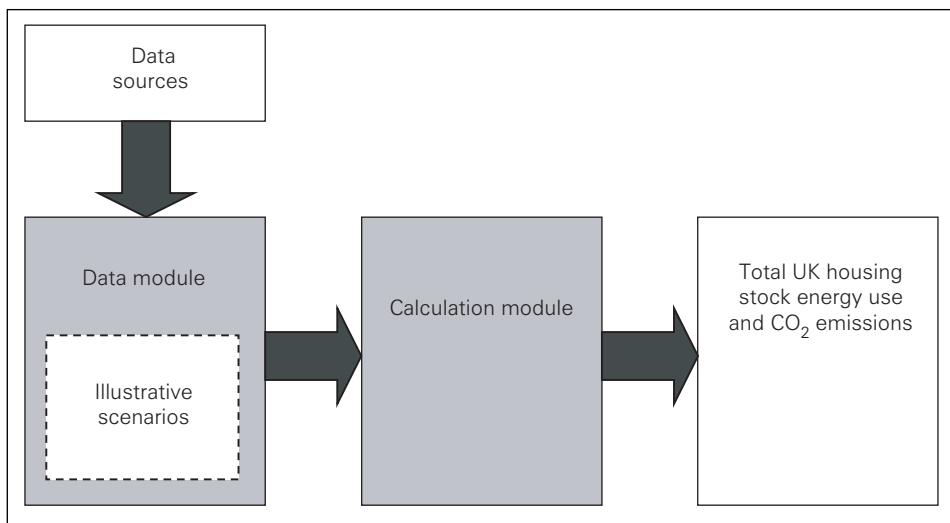 Data
sources
Data module
Illustrative
scenarios
Calculation module
Total UK housing
stock energy use
and CO₂ emissions